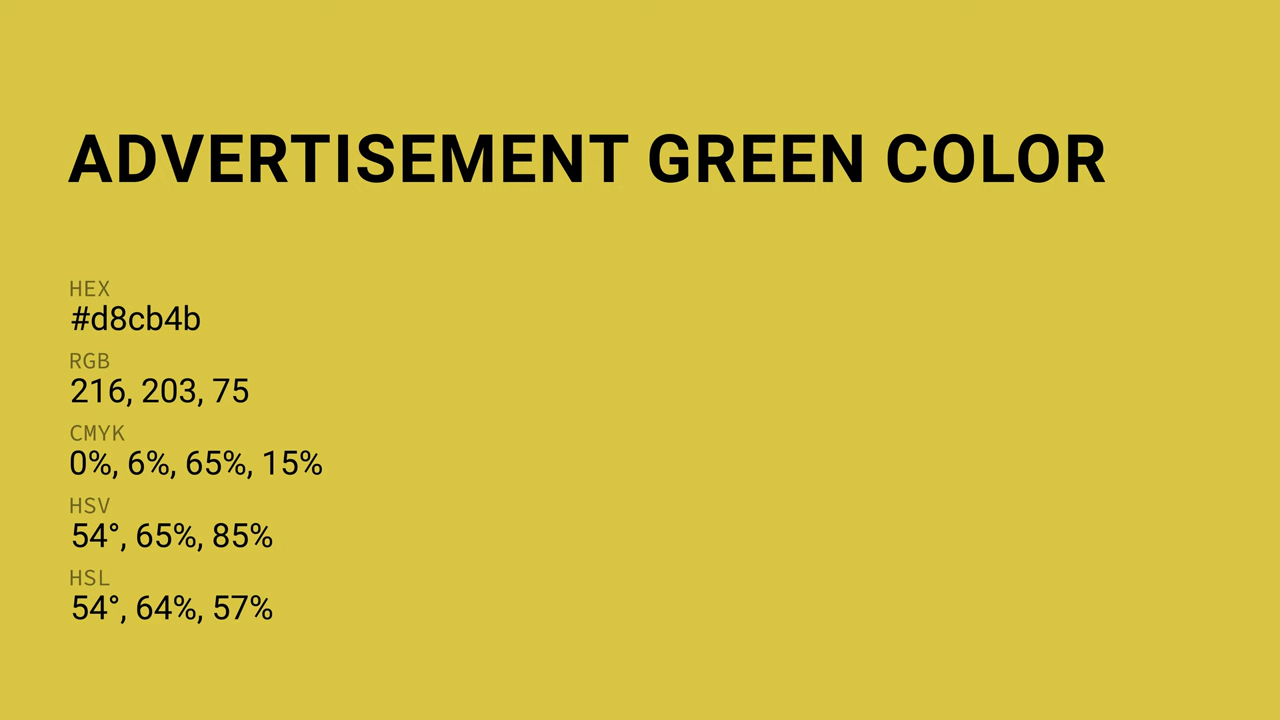 ADVERTISEMENT GREEN COLOR
HEX
#d8cb4b
RGB
216, 203, 75
CMYK
0%, 6%, 65%, 15%
HSV
54°, 65%, 85%
HSL
54°, 64%, 57%